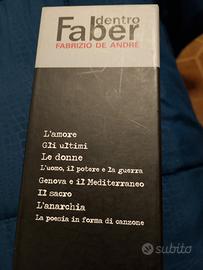 dentro
Faber
FABRIZIO DE ANDRÉ
L'amore
Gli ultimi
Le donne
L'uomo, il potere e la guerra
Genova e il Mediterraneo
Il sacro
L'anarchia
La poesia in forma di canzone
subito